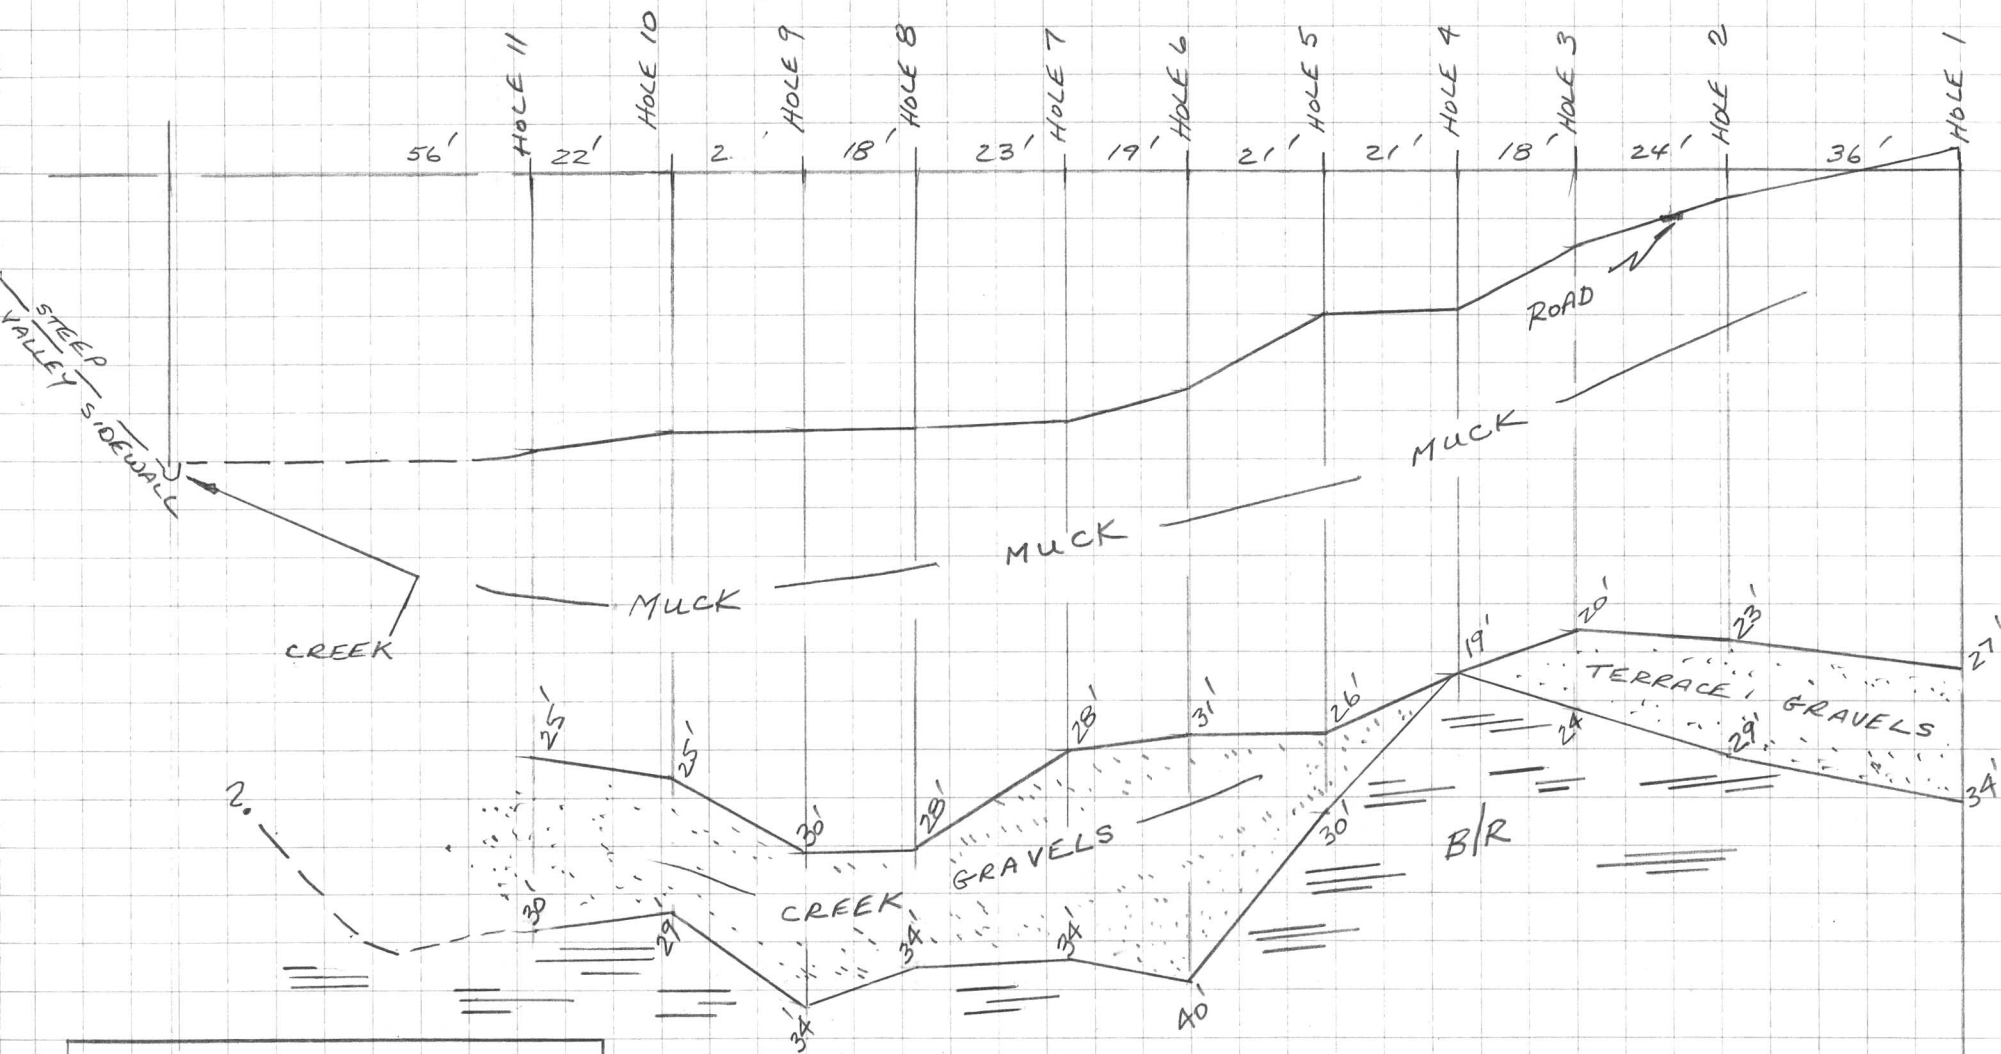 HOLE 11
HOLE 10
HOLE 9
HOLE 8
HOLE 7
HOLE 6
HOLE 5
HOLE 4
HOLE 3
HOLE 2
HOLE 1
56' 22' 2 ' 18' 23' 19' 21' 21' 18' 24' 36'
STEEP
VALLEY SIDEWALL
ROAD
MUCK
MUCK
MUCK
CREEK
25' 25' 30' 28' 28' 31' 26' 19' 20' 23' 27'
TERRACE GRAVELS
24 29' 34'
2.
CREEK GRAVELS
B/R
30 29 34' 34' 34' 40' 30'